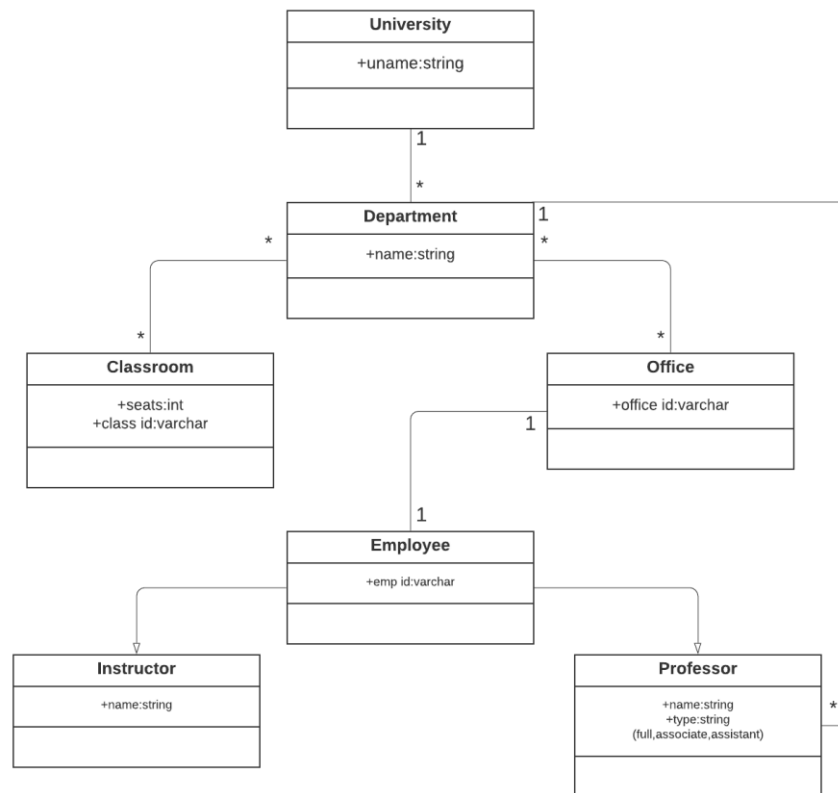 University
+uname:string
1
*
Department
1
*
+name:string
*
*
*
Classroom
+seats:int
+class id:varchar
Office
+office id:varchar
1
1
Employee
+emp id:varchar
Instructor
+name:string
Professor
+name:string
+type:string
(full,associate,assistant)
*